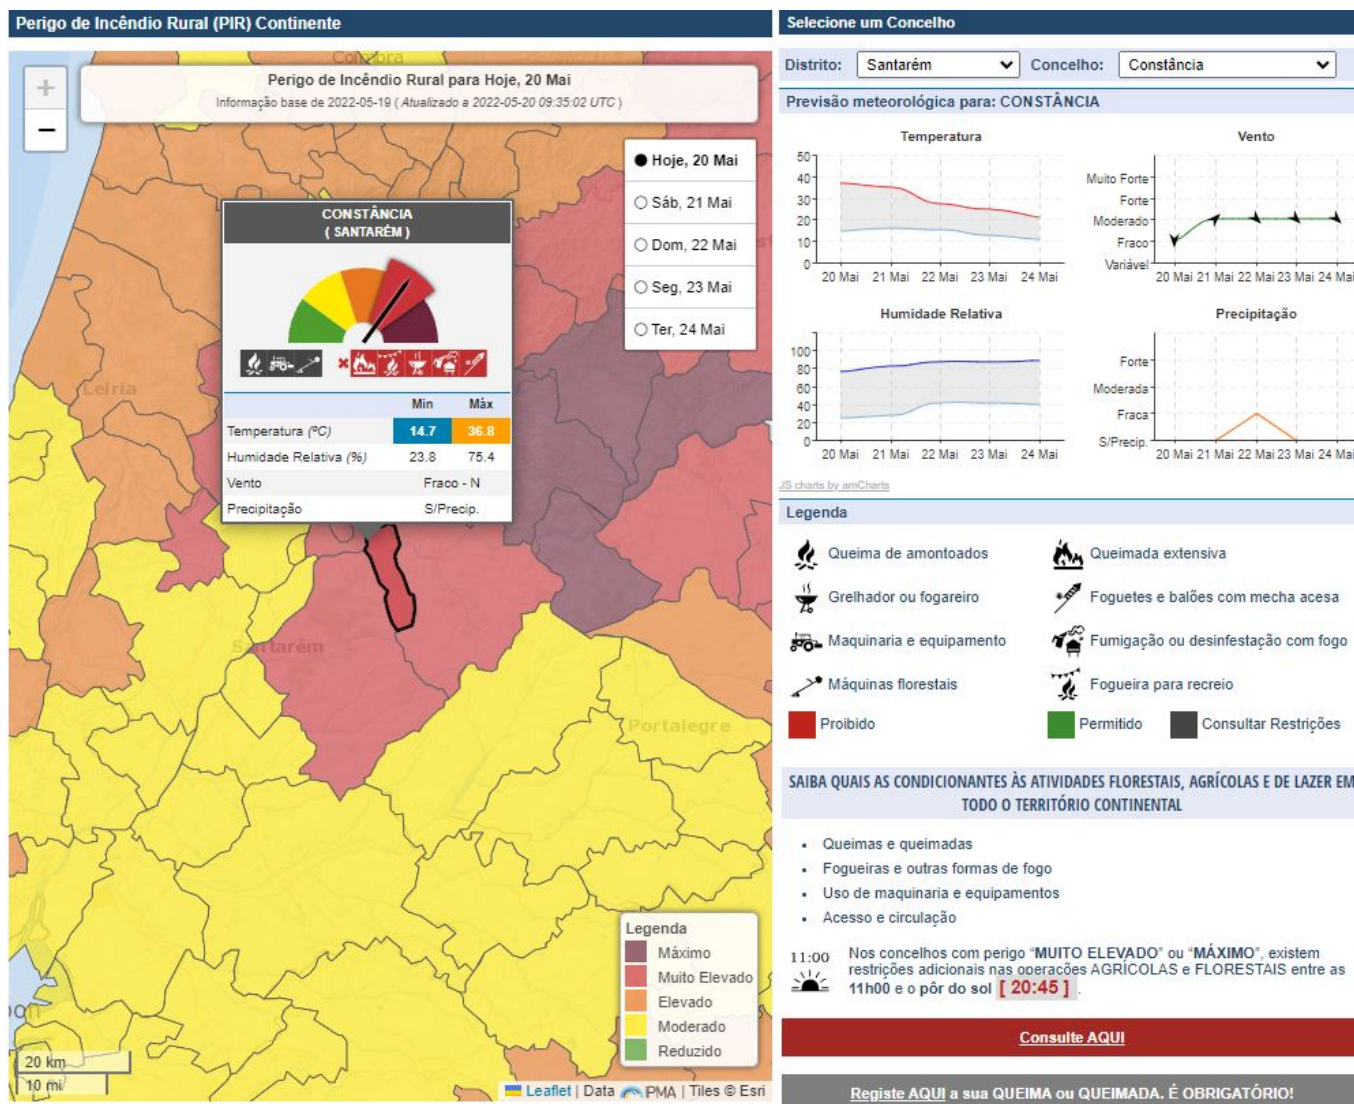 Perigo de Incêndio Rural (PIR) Continente
Coimbra
Perigo de Incêndio Rural para Hoje, 20 Mai
Informação base de 2022-05-19 ( Atualizado a 2022-05-20 09:35:02 UTC )
+
−
Hoje, 20 Mai
Sáb, 21 Mai
Dom, 22 Mai
Seg, 23 Mai
Ter, 24 Mai
CONSTÂNCIA
( SANTARÉM )
Min Máx
Temperatura (ºC) 14.7 36.8
Humidade Relativa (%) 23.8 75.4
Vento Fraco - N
Precipitação S/Precip.
Leiria
Santarém
Portalegre
Legenda
Máximo
Muito Elevado
Elevado
Moderado
Reduzido
20 km
10 mi
Leaflet | Data IPMA | Tiles © Esri
Selecione um Concelho
Distrito: Santarém Concelho: Constância
Previsão meteorológica para: CONSTÂNCIA
Temperatura
50
40
30
20
10
0
20 Mai 21 Mai 22 Mai 23 Mai 24 Mai
Vento
Muito Forte
Forte
Moderado
Fraco
Variável
20 Mai 21 Mai 22 Mai 23 Mai 24 Mai
Humidade Relativa
100
80
60
40
20
0
20 Mai 21 Mai 22 Mai 23 Mai 24 Mai
Precipitação
Forte
Moderada
Fraca
S/Precip.
20 Mai 21 Mai 22 Mai 23 Mai 24 Mai
JS charts by amCharts
Legenda
Queima de amontoados Queimada extensiva
Grelhador ou fogareiro Foguetes e balões com mecha acesa
Maquinaria e equipamento Fumigação ou desinfestação com fogo
Máquinas florestais Fogueira para recreio
Proibido Permitido Consultar Restrições
SAIBA QUAIS AS CONDICIONANTES ÀS ATIVIDADES FLORESTAIS, AGRÍCOLAS E DE LAZER EM
TODO O TERRITÓRIO CONTINENTAL
Queimas e queimadas
Fogueiras e outras formas de fogo
Uso de maquinaria e equipamentos
Acesso e circulação
11:00
Nos concelhos com perigo “MUITO ELEVADO” ou “MÁXIMO”, existem
restrições adicionais nas operações AGRÍCOLAS e FLORESTAIS entre as
11h00 e o pôr do sol [ 20:45 ] .
Consulte AQUI
Registe AQUI a sua QUEIMA ou QUEIMADA. É OBRIGATÓRIO!